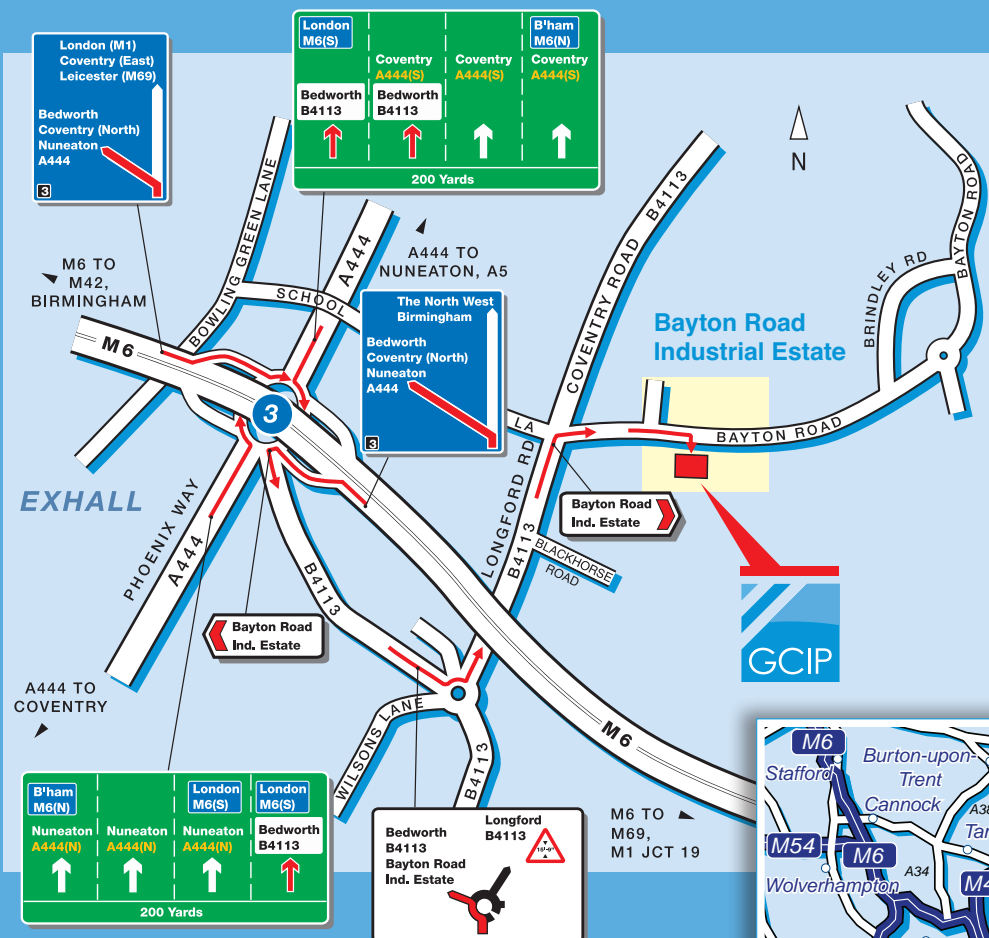 London (M1)
Coventry (East)
Leicester (M69)
Bedworth
Coventry (North)
Nuneaton
A444
3
London
M6(S)
B'ham
M6(N)
Coventry
A444(S)
Coventry
A444(S)
Coventry
A444(S)
Bedworth
B4113
Bedworth
B4113
200 Yards
N
BOWLING GREEN LANE
A444
A444 TO
NUNEATON, A5
M6 TO
M42,
BIRMINGHAM
SCHOOL
LA
The North West
Birmingham
Bedworth
Coventry (North)
Nuneaton
A444
3
COVENTRY ROAD B4113
BRINDLEY RD
BAYTON ROAD
Bayton Road
Industrial Estate
BAYTON ROAD
M6
3
EXHALL
PHOENIX WAY
A444
B4113
LONGFORD RD
B4113
Bayton Road
Ind. Estate
BLACKHORSE
ROAD
GCIP
Bayton Road
Ind. Estate
A444 TO
COVENTRY
WILSONS LANE
B4113
M6
M6 TO
M69,
M1 JCT 19
B'ham
M6(N)
London
M6(S)
London
M6(S)
Nuneaton
A444(N)
Nuneaton
A444(N)
Nuneaton
A444(N)
Bedworth
B4113
200 Yards
Longford
B4113
Bedworth
B4113
Bayton Road
Ind. Estate
15'-9"
M6
Stafford
Burton-upon-
Trent
Cannock
A38
Tam
M54
M6
A34
Wolverhampton
M4